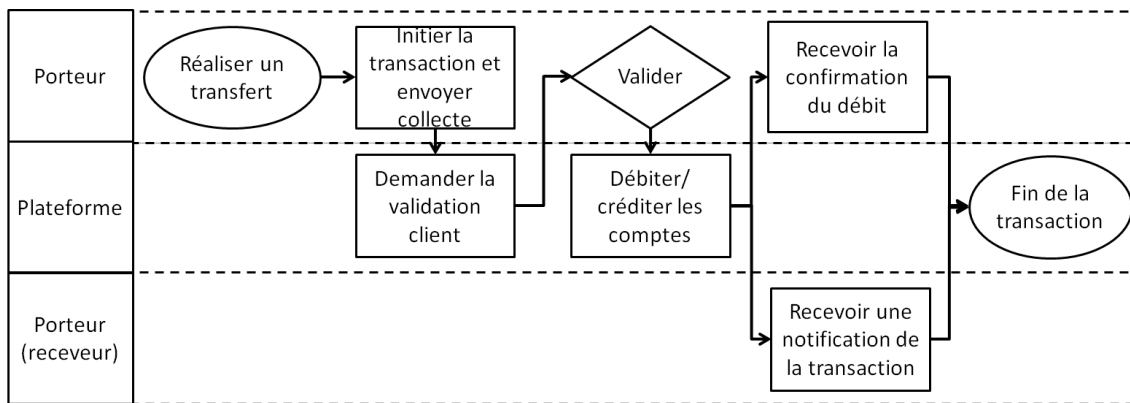 Porteur
Réaliser un
transfert
Initier la
transaction et
envoyer
collecte
Valider
Recevoir la
confirmation
du débit
Plateforme
Demander la
validation
client
Débiter/
créditer les
comptes
Fin de la
transaction
Porteur
(receveur)
Recevoir une
notification de
la transaction